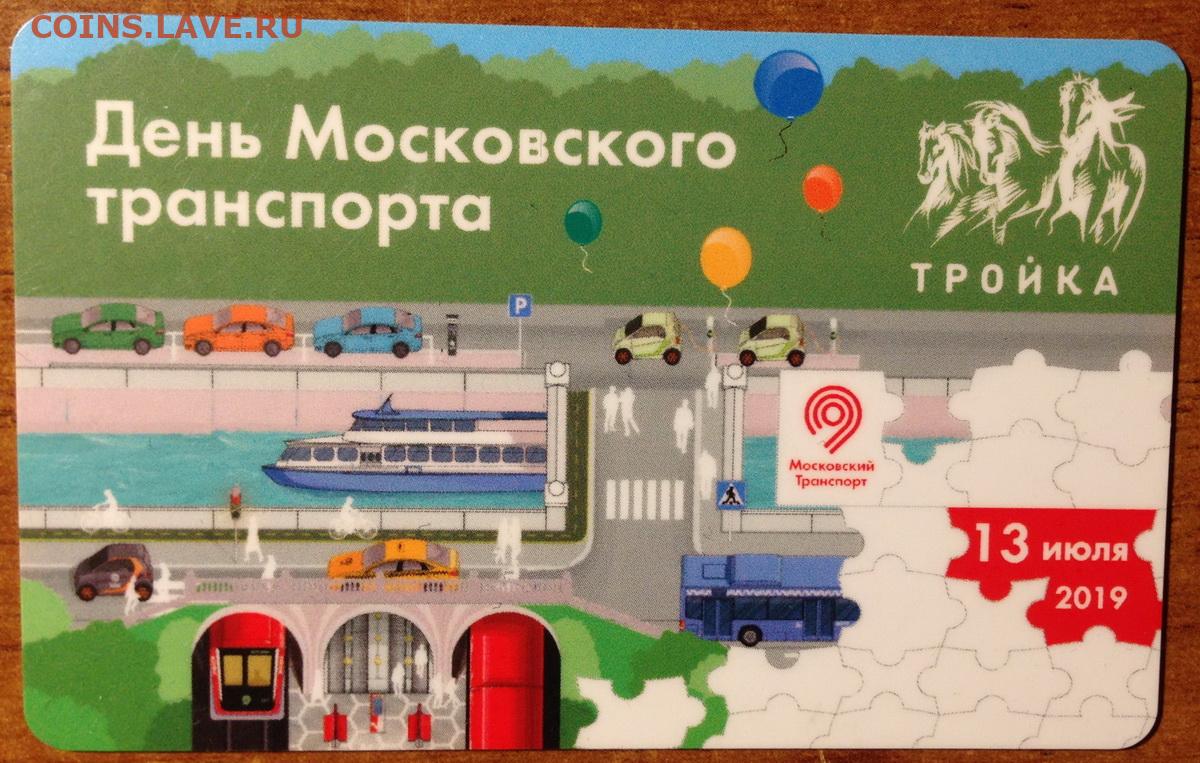 COINS.LAVE.RU
День Московского
транспорта
ТРОЙКА
P
Московский
Транспорт
13 июля
2019